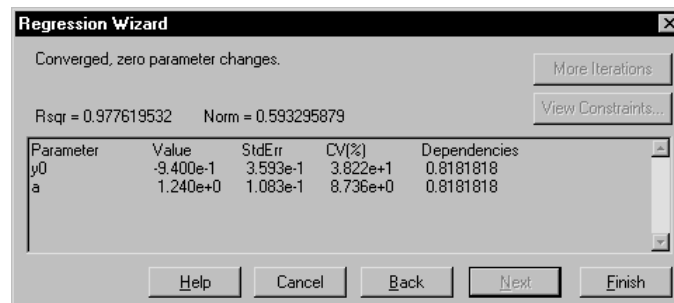 Regression Wizard
Converged, zero parameter changes.
More Iterations
View Constraints...
Rsqr = 0.977619532 Norm = 0.593295879
Parameter Value StdErr CV(%) Dependencies
y0 -9.400e-1 3.593e-1 3.822e+1 0.8181818
a 1.240e+0 1.083e-1 8.736e+0 0.8181818
Help Cancel Back Next Finish